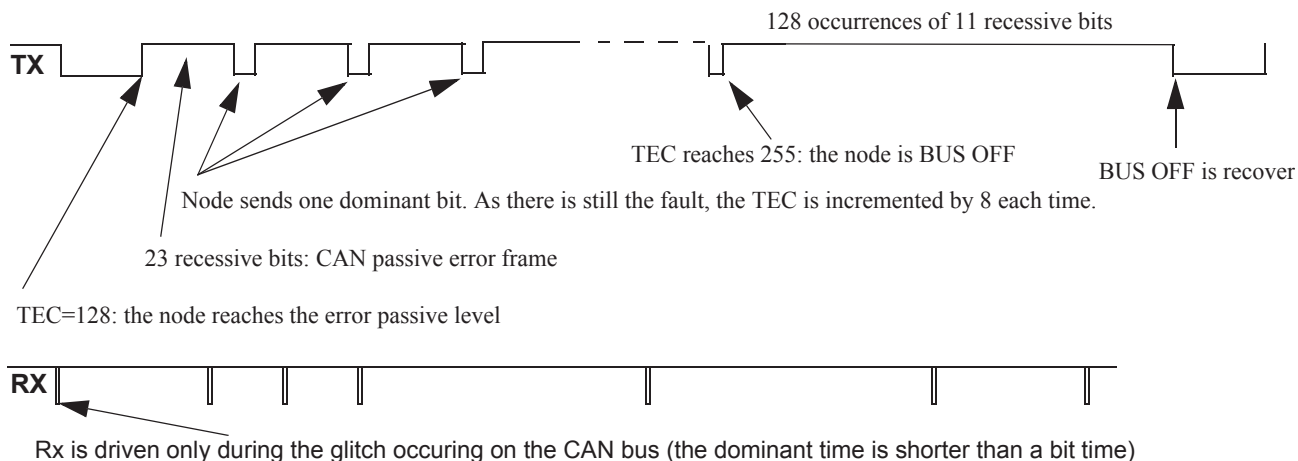 128 occurrences of 11 recessive bits
TX
TEC reaches 255: the node is BUS OFF
BUS OFF is recover
Node sends one dominant bit. As there is still the fault, the TEC is incremented by 8 each time.
23 recessive bits: CAN passive error frame
TEC=128: the node reaches the error passive level
RX
Rx is driven only during the glitch occuring on the CAN bus (the dominant time is shorter than a bit time)